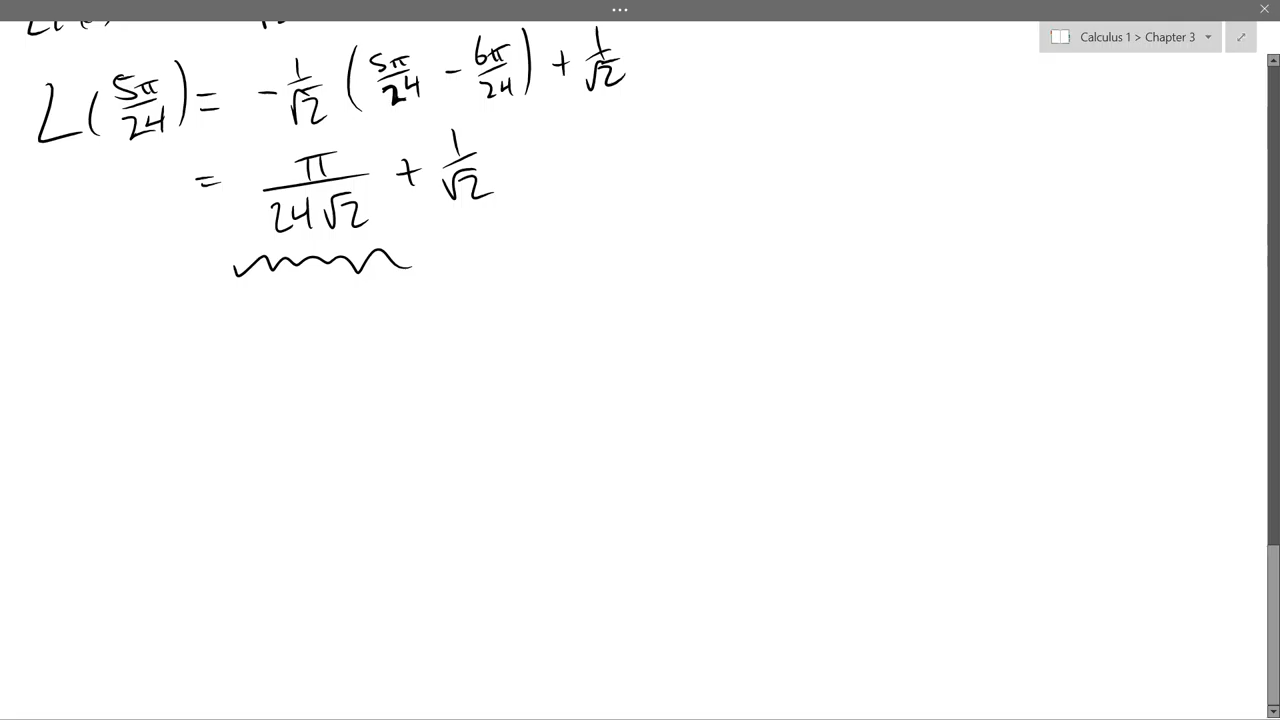 ...
Calculus 1 > Chapter 3
L(5π/24) = -1/√2 (5π/24 - 6π/24) + 1/√2
= π/24√2 + 1/√2